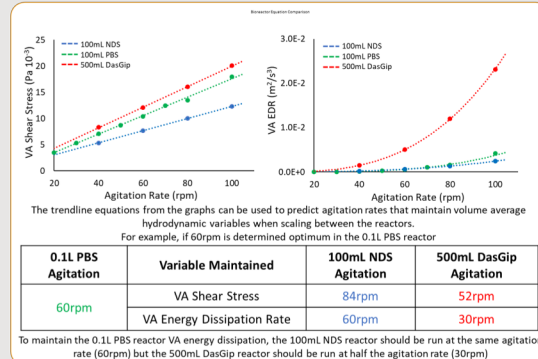 Bioreactor Equation Comparison
VA Shear Stress (Pa 10-3)
25
20
15
10
5
0
100mL NDS
100mL PBS
500mL DasGip
20 40 60 80 100
Agitation Rate (rpm)
VA EDR (m2/s3)
3.0E-2
2.0E-2
1.0E-2
0.0E+0
100mL NDS
100mL PBS
500mL DasGip
20 40 60 80 100
Agitation Rate (rpm)
The trendline equations from the graphs can be used to predict agitation rates that maintain volume average
hydrodynamic variables when scaling between the reactors.
For example, if 60rpm is determined optimum in the 0.1L PBS reactor
0.1L PBS Agitation Variable Maintained 100mL NDS Agitation 500mL DasGip Agitation
60rpm VA Shear Stress 84rpm 52rpm
VA Energy Dissipation Rate 60rpm 30rpm
To maintain the 0.1L PBS reactor VA energy dissipation, the 100mL NDS reactor should be run at the same agitation
rate (60rpm) but the 500mL DasGip reactor should be run at half the agitation rate (30rpm)